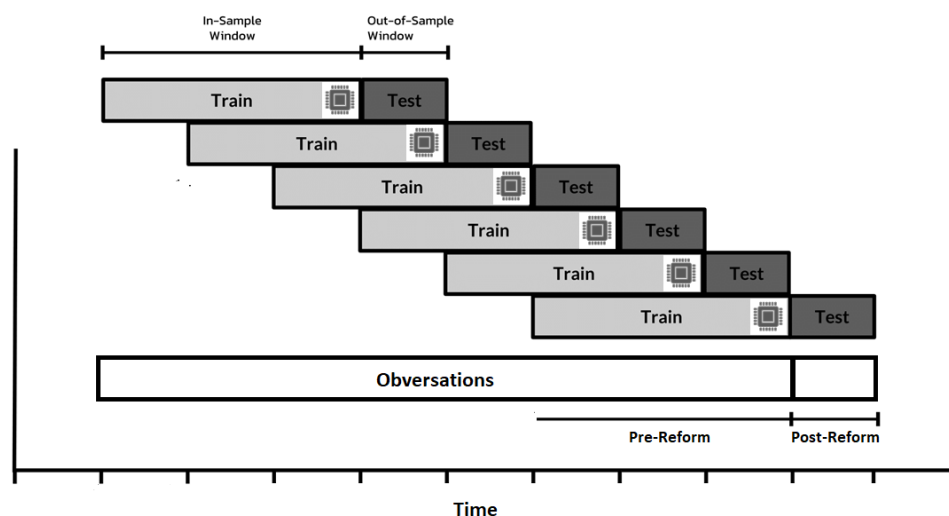 In-Sample
Window
Out-of-Sample
Window
Train
Test
Train
Test
Train
Test
Train
Test
Train
Test
Train
Test
Obversations
Pre-Reform
Post-Reform
Time